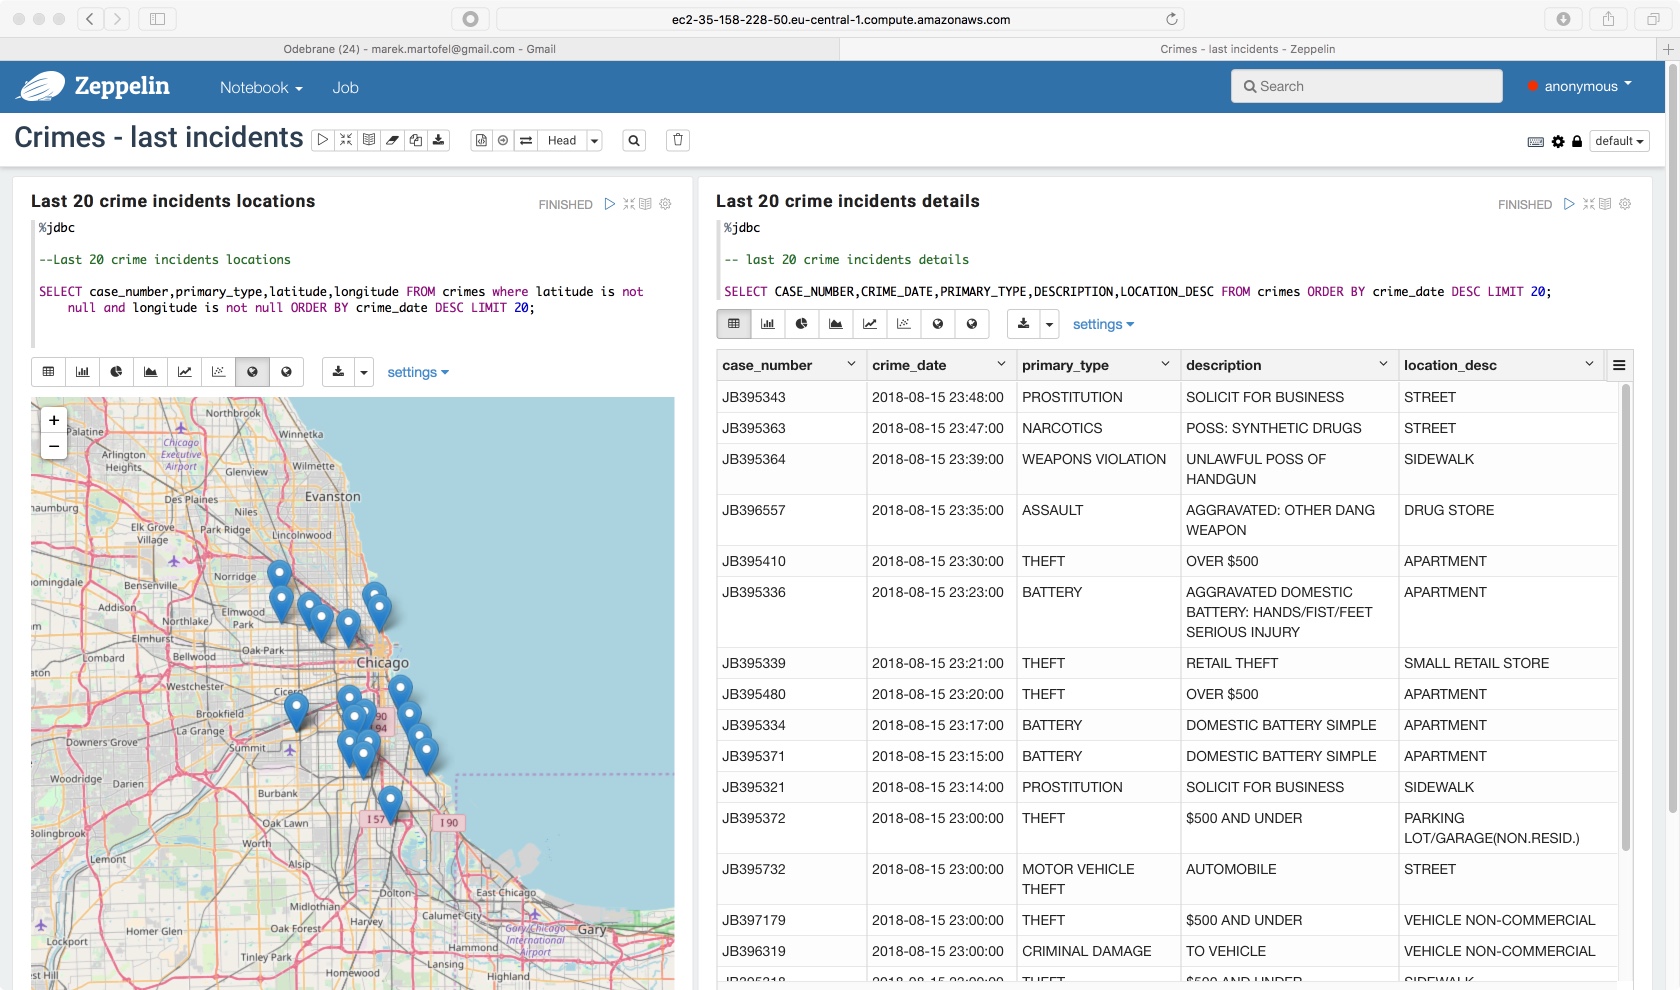 ec2-35-158-228-50.eu-central-1.compute.amazonaws.com
Odebrane (24) - marek.martofel@gmail.com - Gmail
Crimes - last incidents - Zeppelin
Zeppelin
Notebook
Job
Search
anonymous
Crimes - last incidents
Head
default
Last 20 crime incidents locations
FINISHED
%jdbc
--Last 20 crime incidents locations
SELECT case_number,primary_type,latitude,longitude FROM crimes where latitude is not
null and longitude is not null ORDER BY crime_date DESC LIMIT 20;
settings
+
−
Northbrook
Palatine
Chicago
Executive
Airport
Winnetka
Arlington
Heights
Glenview
Wilmette
Des Plaines
Evanston
haumburg
Niles
Elk Grove
Village
Park Ridge
Lincolnwood
Norridge
oomingdale
Bensenville
Addison
Elmwood
Park
Northlake
Elmhurst
Oak Park
Lombard
Bellwood
Chicago
aton
Westchester
Cicero
Brookfield
La Grange
90
94
Downers Grove
Summit
Woodridge
Darien
Burbank
Oak Lawn
I 57
I 90
Bolingbrook
Worth
Lemont
Alsip
East Chicago
Dolton
Midlothian
Calumet City
Harvey
Gary/Chicago
International
Airport
Gary
Homer Glen
Oak Forest
Lockport
Hammond
Tinley Park
Lansing
est Hill
Homewood
Highland
Last 20 crime incidents details
FINISHED
%jdbc
-- last 20 crime incidents details
SELECT CASE_NUMBER,CRIME_DATE,PRIMARY_TYPE,DESCRIPTION,LOCATION_DESC FROM crimes ORDER BY crime_date DESC LIMIT 20;
settings
case_number crime_date primary_type description location_desc
JB395343 2018-08-15 23:48:00 PROSTITUTION SOLICIT FOR BUSINESS STREET
JB395363 2018-08-15 23:47:00 NARCOTICS POSS: SYNTHETIC DRUGS STREET
JB395364 2018-08-15 23:39:00 WEAPONS VIOLATION UNLAWFUL POSS OF SIDEWALK
HANDGUN
JB396557 2018-08-15 23:35:00 ASSAULT AGGRAVATED: OTHER DANG DRUG STORE
WEAPON
JB395410 2018-08-15 23:30:00 THEFT OVER $500 APARTMENT
JB395336 2018-08-15 23:23:00 BATTERY AGGRAVATED DOMESTIC APARTMENT
BATTERY: HANDS/FIST/FEET
SERIOUS INJURY
JB395339 2018-08-15 23:21:00 THEFT RETAIL THEFT SMALL RETAIL STORE
JB395480 2018-08-15 23:20:00 THEFT OVER $500 APARTMENT
JB395334 2018-08-15 23:17:00 BATTERY DOMESTIC BATTERY SIMPLE APARTMENT
JB395371 2018-08-15 23:15:00 BATTERY DOMESTIC BATTERY SIMPLE APARTMENT
JB395321 2018-08-15 23:14:00 PROSTITUTION SOLICIT FOR BUSINESS SIDEWALK
JB395372 2018-08-15 23:00:00 THEFT $500 AND UNDER PARKING
LOT/GARAGE(NON.RESID.)
JB395732 2018-08-15 23:00:00 MOTOR VEHICLE AUTOMOBILE STREET
THEFT
JB397179 2018-08-15 23:00:00 THEFT $500 AND UNDER VEHICLE NON-COMMERCIAL
JB396319 2018-08-15 23:00:00 CRIMINAL DAMAGE TO VEHICLE VEHICLE NON-COMMERCIAL
THEFT $500 AND UNDER SIDEWALK